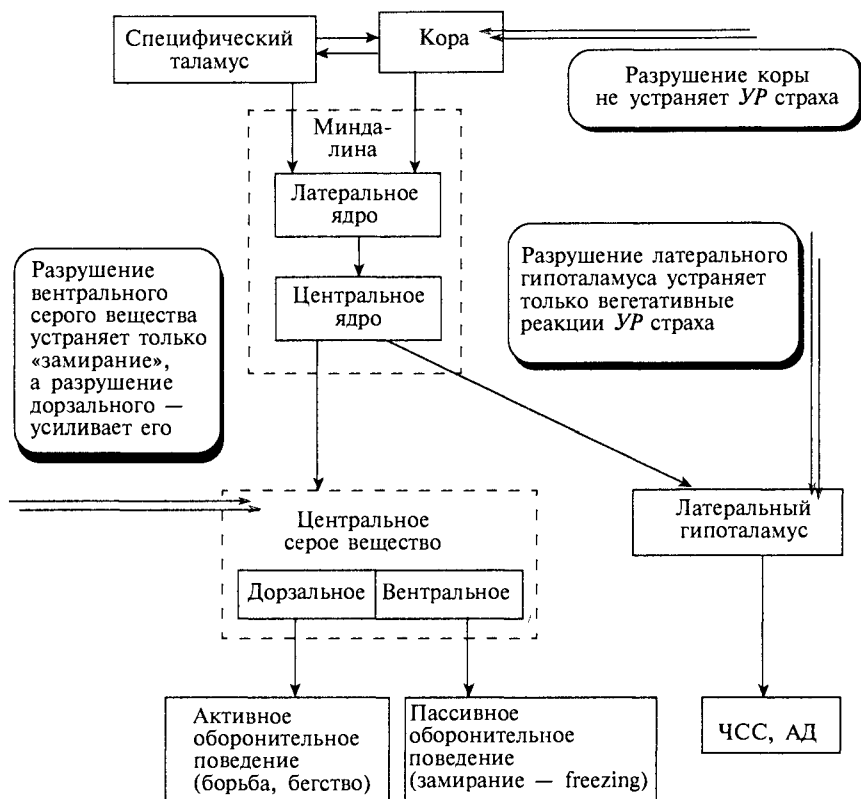 Специфический
таламус
Кора
Разрушение коры
не устраняет УР страха
Минда-
лина
Латеральное
ядро
Центральное
ядро
Разрушение
вентрального
серого вещества
устраняет только
«замирание»,
а разрушение
дорзального —
усиливает его
Разрушение латерального
гипоталамуса устраняет
только вегетативные
реакции УР страха
Центральное
серое вещество
Дорзальное
Вентральное
Латеральный
гипоталамус
Активное
оборонительное
поведение
(борьба, бегство)
Пассивное
оборонительное
поведение
(замирание — freezing)
ЧСС, АД